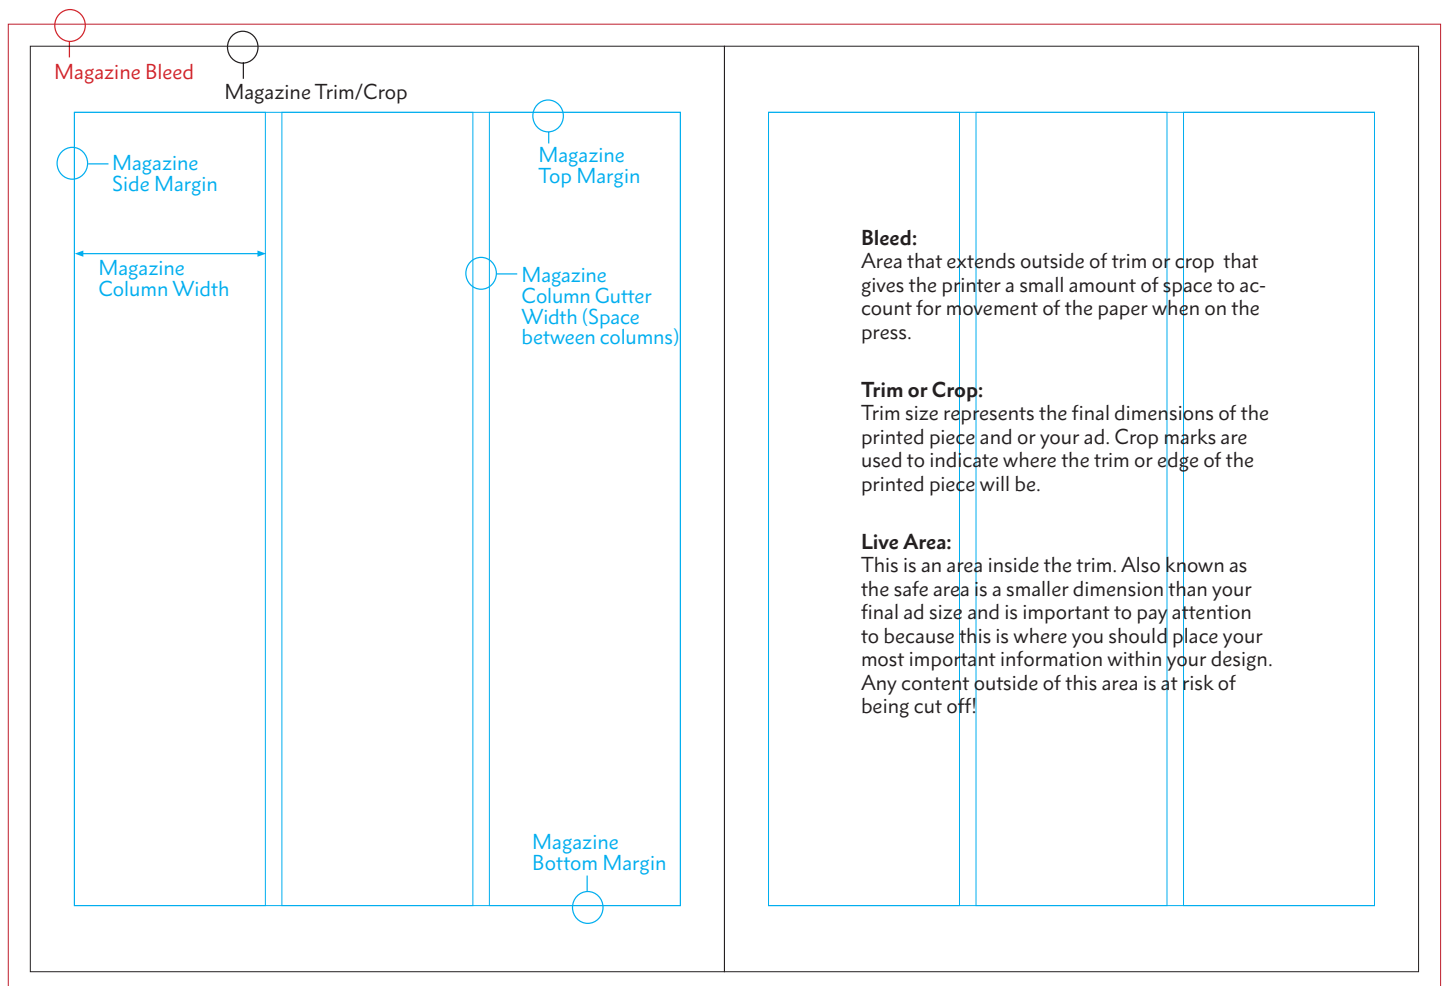 Magazine Bleed
Magazine Trim/Crop
Magazine
Side Margin
Magazine
Top Margin
Magazine
Column Width
Magazine
Column Gutter
Width (Space
between columns)
Magazine
Bottom Margin
Bleed:
Area that extends outside of trim or crop  that
gives the printer a small amount of space to ac-
count for movement of the paper when on the
press.
Trim or Crop:
Trim size represents the final dimensions of the
printed piece and or your ad. Crop marks are
used to indicate where the trim or edge of the
printed piece will be.
Live Area:
This is an area inside the trim. Also known as
the safe area is a smaller dimension than your
final ad size and is important to pay attention
to because this is where you should place your
most important information within your design.
Any content outside of this area is at risk of
being cut off!